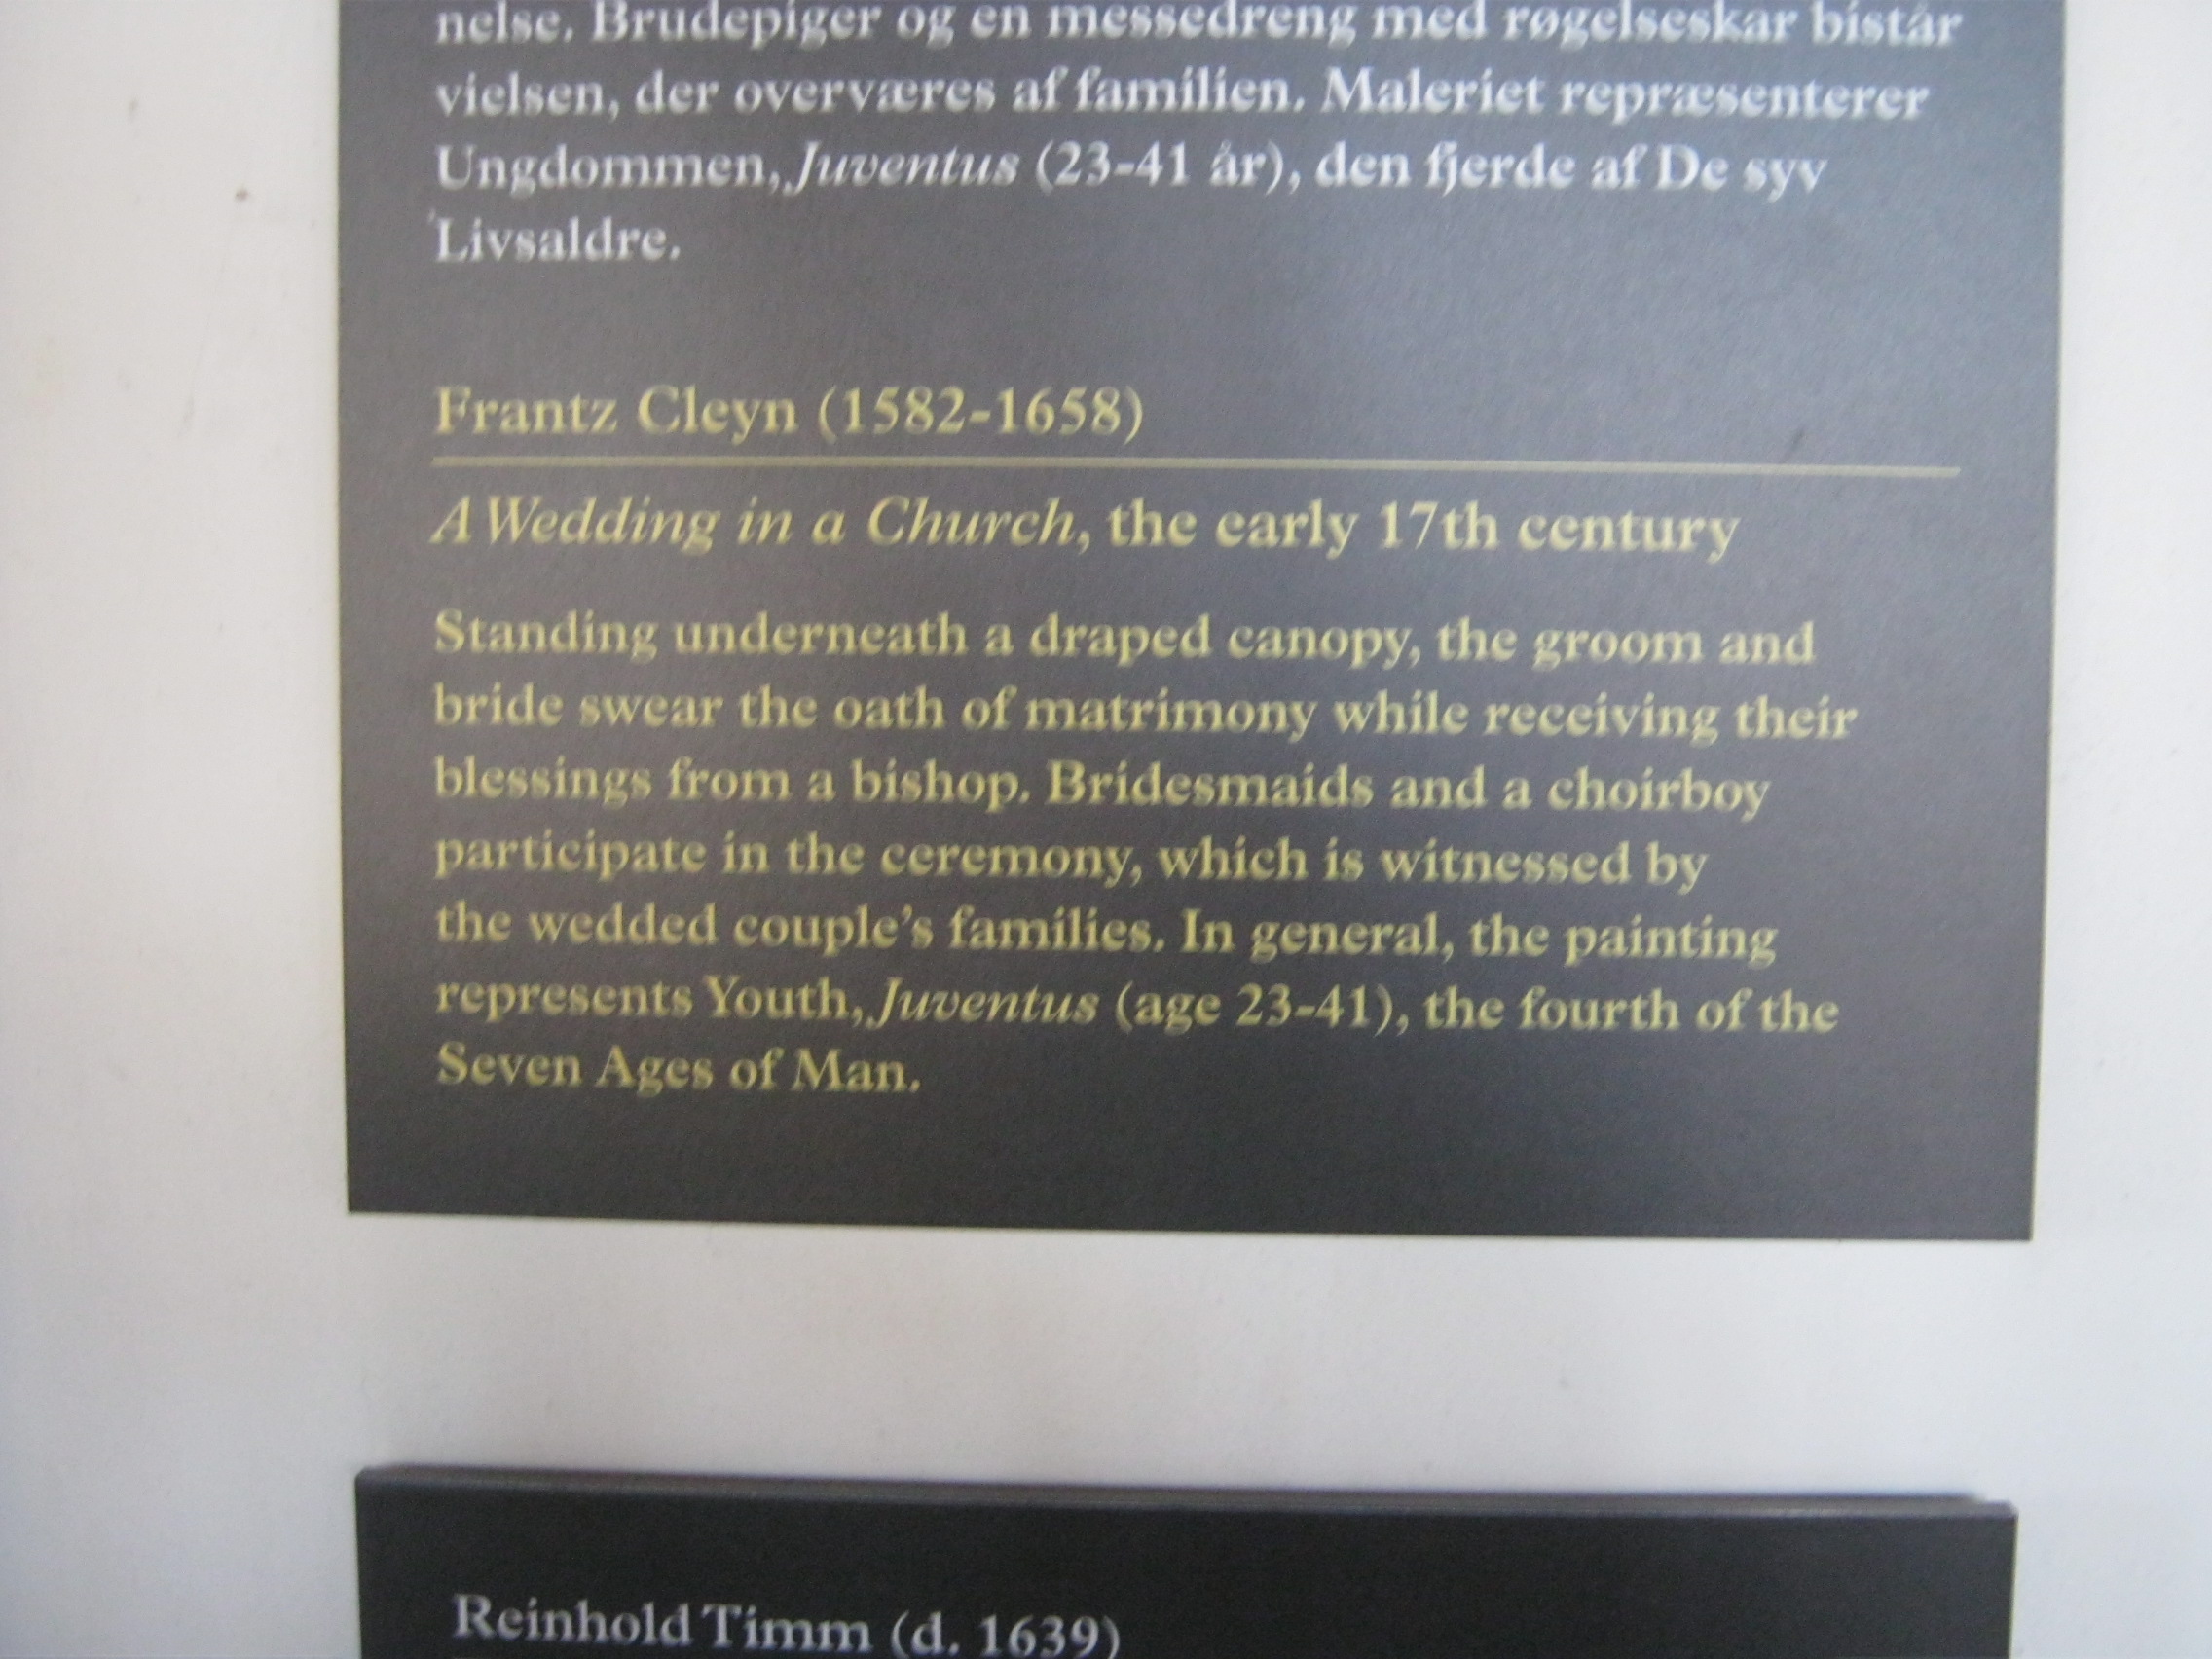 nelse. Brudepiger og en messedreng med røgelseskar bistår
vielsen, der overværes af familien. Maleriet repræsenterer
Ungdommen, Juventus (23-41 år), den fjerde af De syv
Livsaldre.
Frantz Cleyn (1582-1658)
A Wedding in a Church, the early 17th century
Standing underneath a draped canopy, the groom and
bride swear the oath of matrimony while receiving their
blessings from a bishop. Bridesmaids and a choirboy
participate in the ceremony, which is witnessed by
the wedded couple’s families. In general, the painting
represents Youth, Juventus (age 23-41), the fourth of the
Seven Ages of Man.
Reinhold Timm (d. 1639)